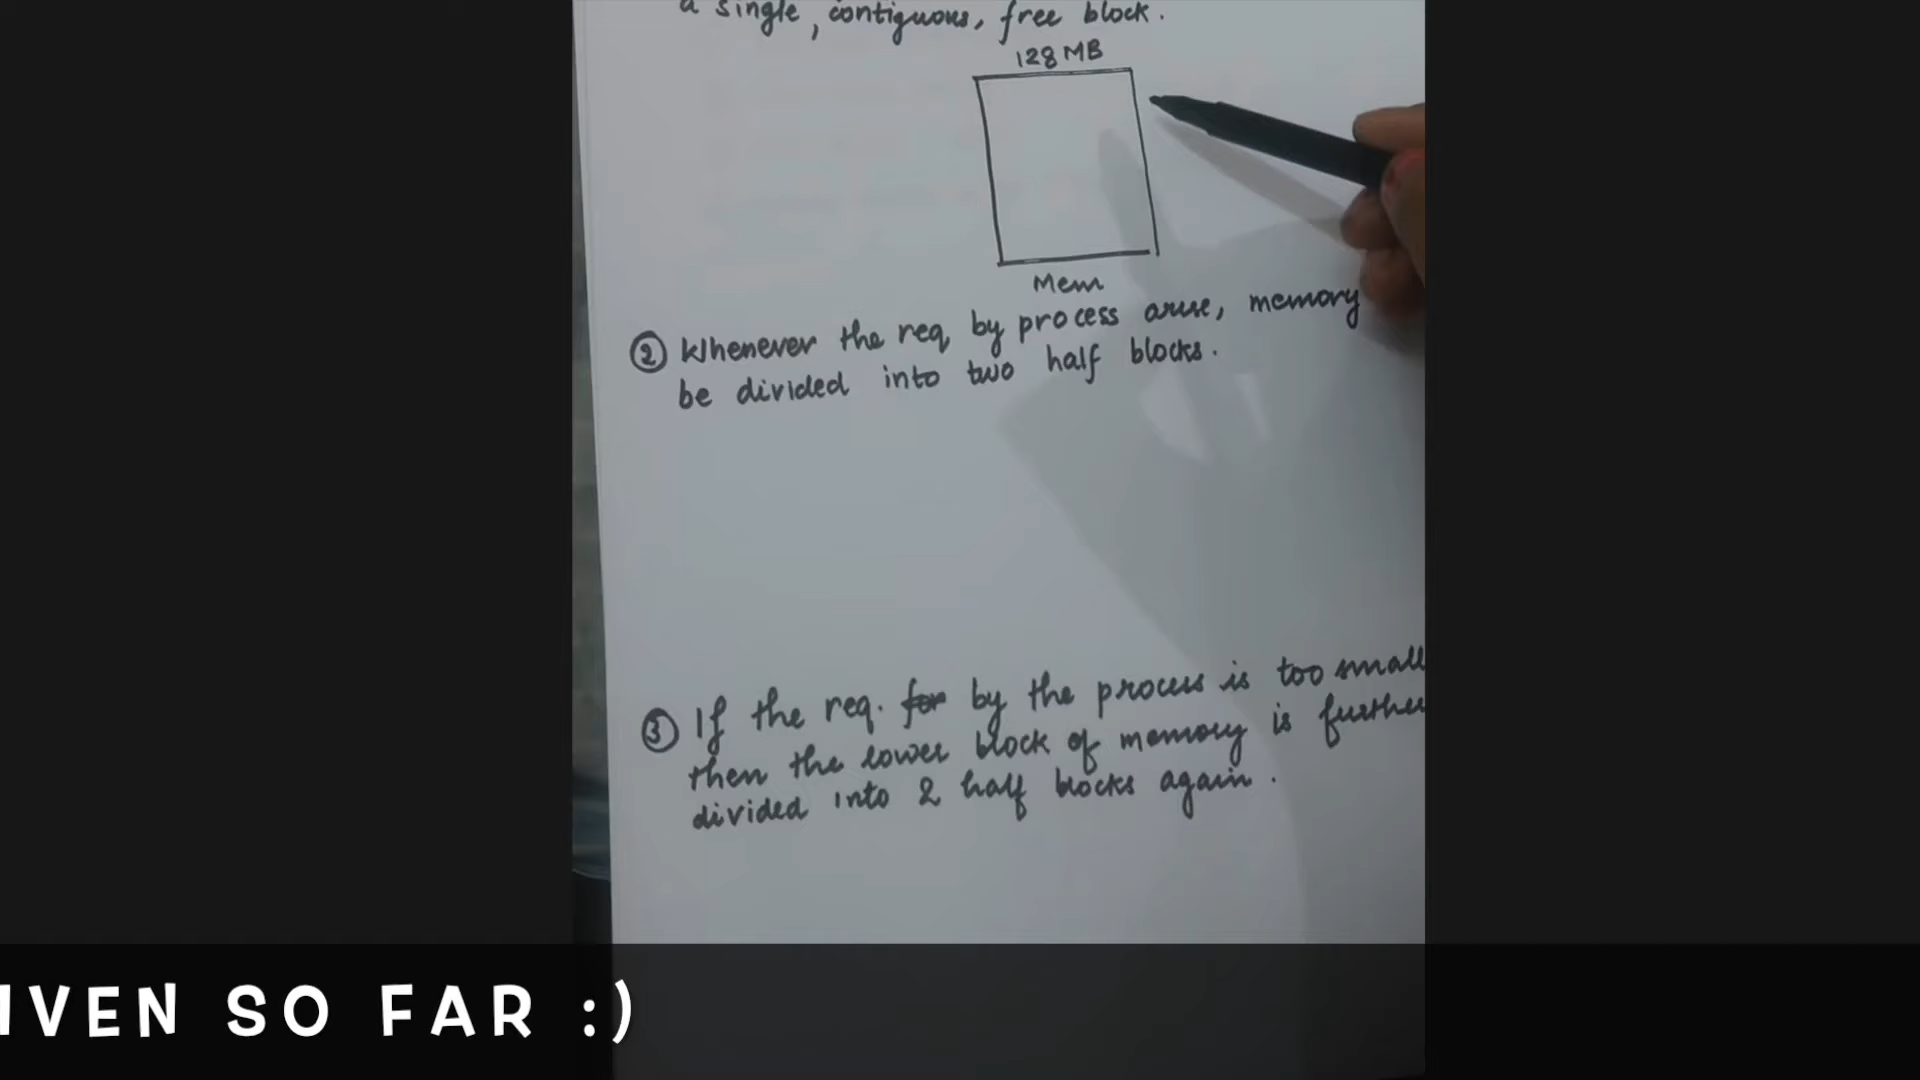 a single, contiguous, free block.
128 MB
Mem
② Whenever the req by process arise, memory
be divided into two half blocks.
③ If the req. for by the process is too small
then the lower block of memory is further
divided into 2 half blocks again.
IVEN SO FAR :)